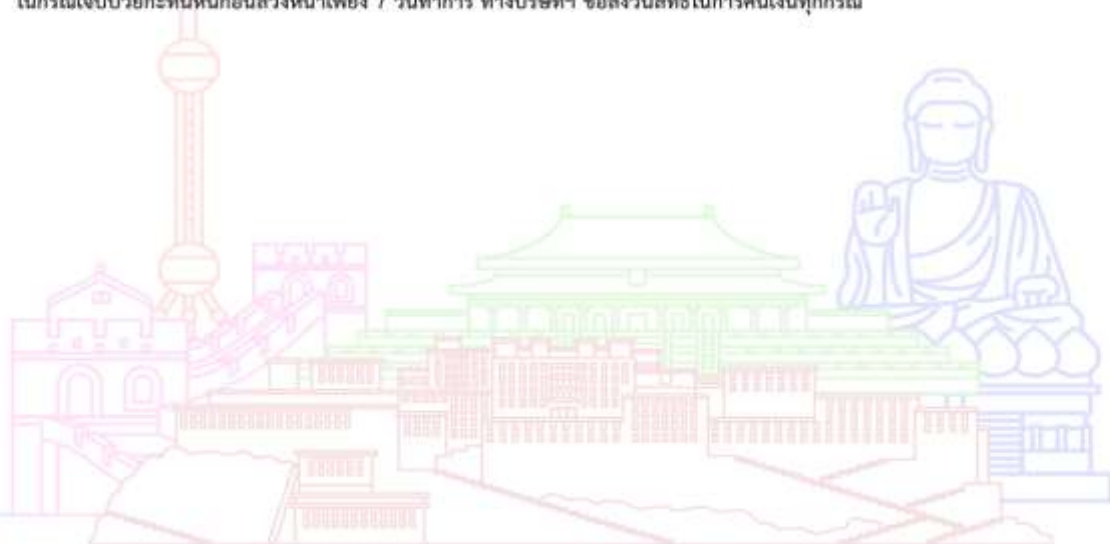 ในกรณีเจ็บป่วยกะทันหันก่อนล่วงหน้าเพียง 7 วันทำการ ทางบริษัทฯ ขอสงวนสิทธิ์ในการคืนเงินทุกกรณี